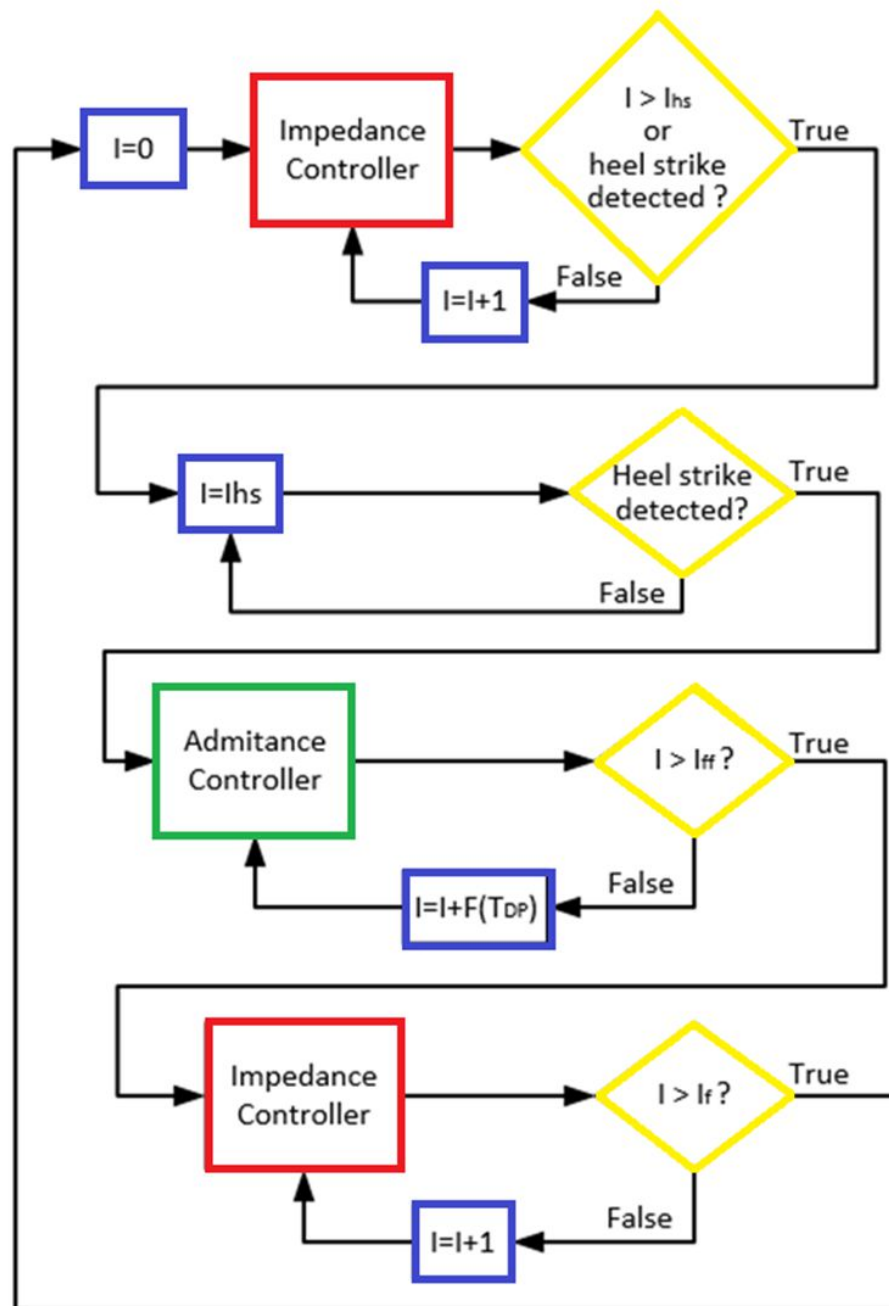 I=0
Impedance
Controller
I > Ihs
or
heel strike
detected ?
True
False
I=I+1
I=Ihs
Heel strike
detected?
True
False
Admitance
Controller
I > Iff ?
True
False
I=I+F(TDP)
Impedance
Controller
I > If ?
True
False
I=I+1